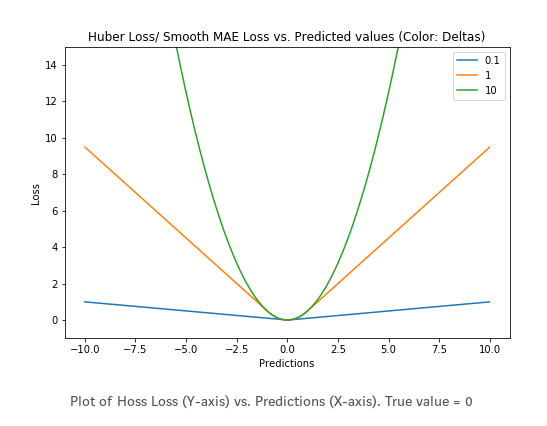 Huber Loss/ Smooth MAE Loss vs. Predicted values (Color: Deltas)
0.1
1
10
14
12
10
8
6
4
2
0
Loss
−10.0 −7.5 −5.0 −2.5 0.0 2.5 5.0 7.5 10.0
Predictions
Plot of Hoss Loss (Y-axis) vs. Predictions (X-axis). True value = 0